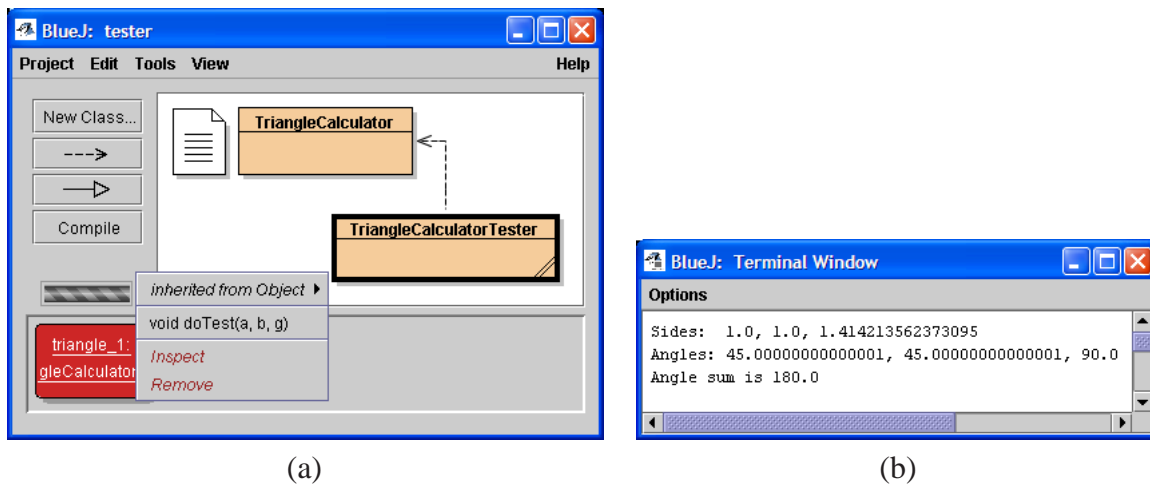 BlueJ: tester
Project Edit Tools View Help
New Class...
TriangleCalculator
Compile
TriangleCalculatorTester
inherited from Object
void doTest(a, b, g)
Inspect
Remove
triangle_1:
gleCalculator
(a)
BlueJ: Terminal Window
Options
Sides: 1.0, 1.0, 1.414213562373095
Angles: 45.00000000000001, 45.00000000000001, 90.0
Angle sum is 180.0
(b)